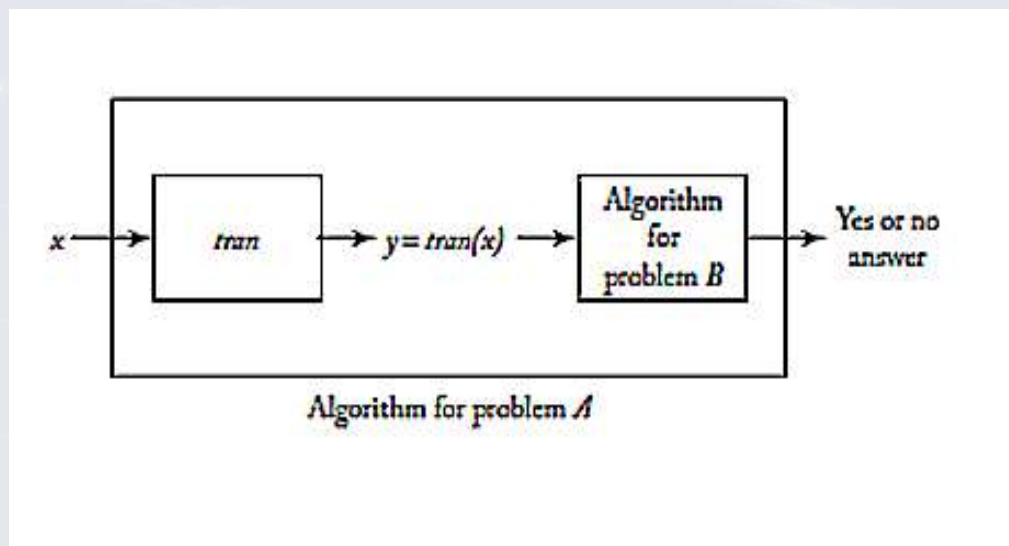 x
tran
y = tran(x)
Algorithm
for
problem B
Yes or no
answer
Algorithm for problem A